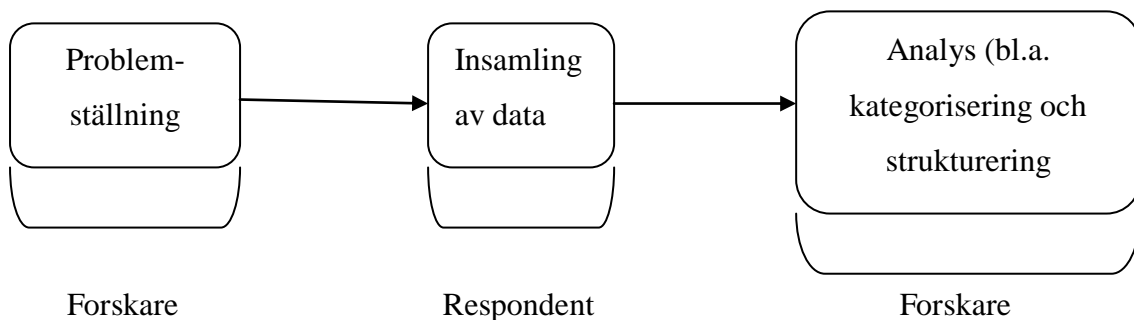 Problem-
ställning
Insamling
av data
Analys (bl.a.
kategorisering och
strukturering
Forskare
Respondent
Forskare